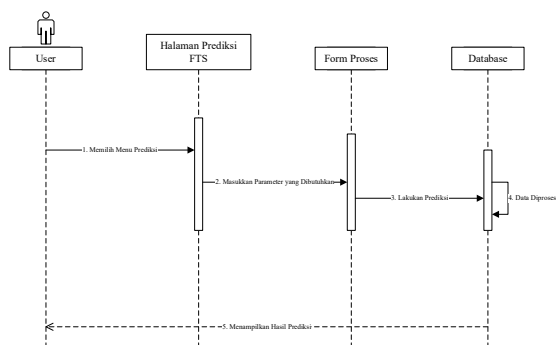 User
Halaman Prediksi
FTS
Form Proses
Database
1. Memilih Menu Prediksi
2. Masukkan Parameter yang Dibutuhkan
3. Lakukan Prediksi
4. Data Diproses
5. Menampilkan Hasil Prediksi